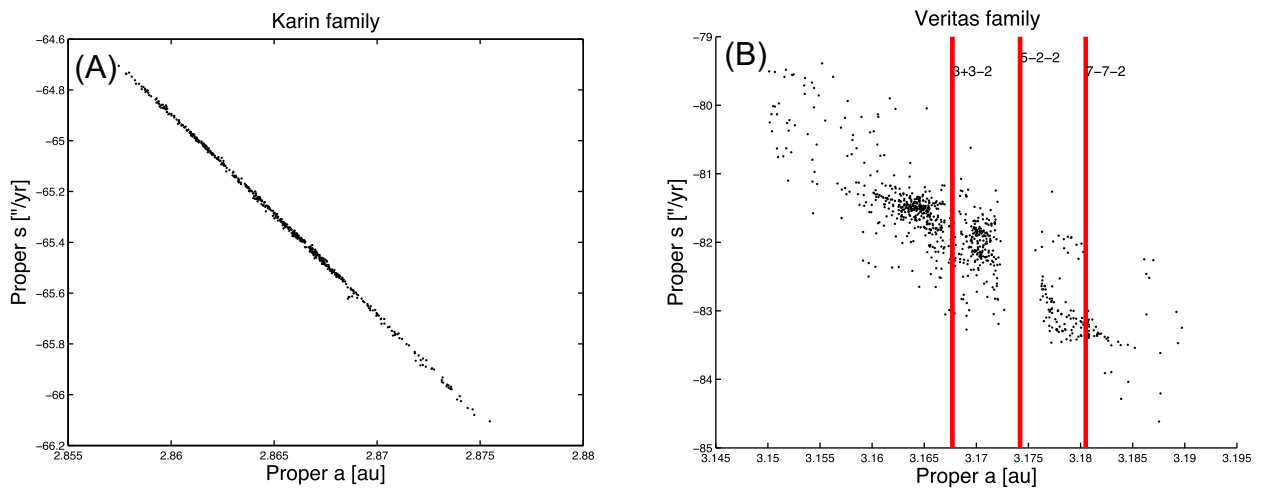 Karin family
(A)
−64.6
−64.8
−65
−65.2
−65.4
−65.6
−65.8
−66
−66.2
Proper s ["/yr]
2.855 2.86 2.865 2.87 2.875 2.88
Proper a [au]
Veritas family
(B)
−79
−80
−81
−82
−83
−84
−85
Proper s ["/yr]
3+3−2
5−2−2
7−7−2
3.145 3.15 3.155 3.16 3.165 3.17 3.175 3.18 3.185 3.19 3.195
Proper a [au]